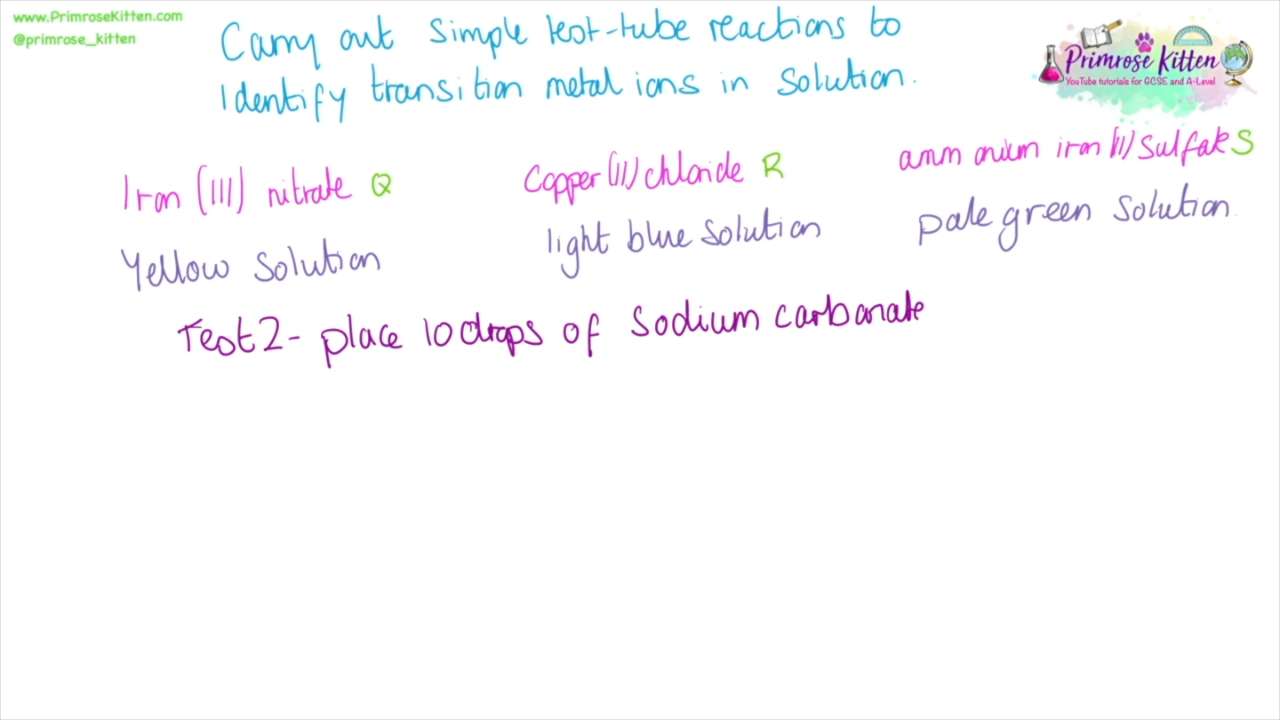 www.PrimroseKitten.com
@primrose_kitten
Carry out simple test-tube reactions to
identify transition metal ions in solution.
Primrose Kitten
YouTube tutorials for GCSE and A-Level
Iron (III) nitrate Q
Copper (II) chloride R
ammonium iron (II) sulfate S
Yellow solution
light blue solution
pale green solution.
Test 2 - place 10 drops of sodium carbonate